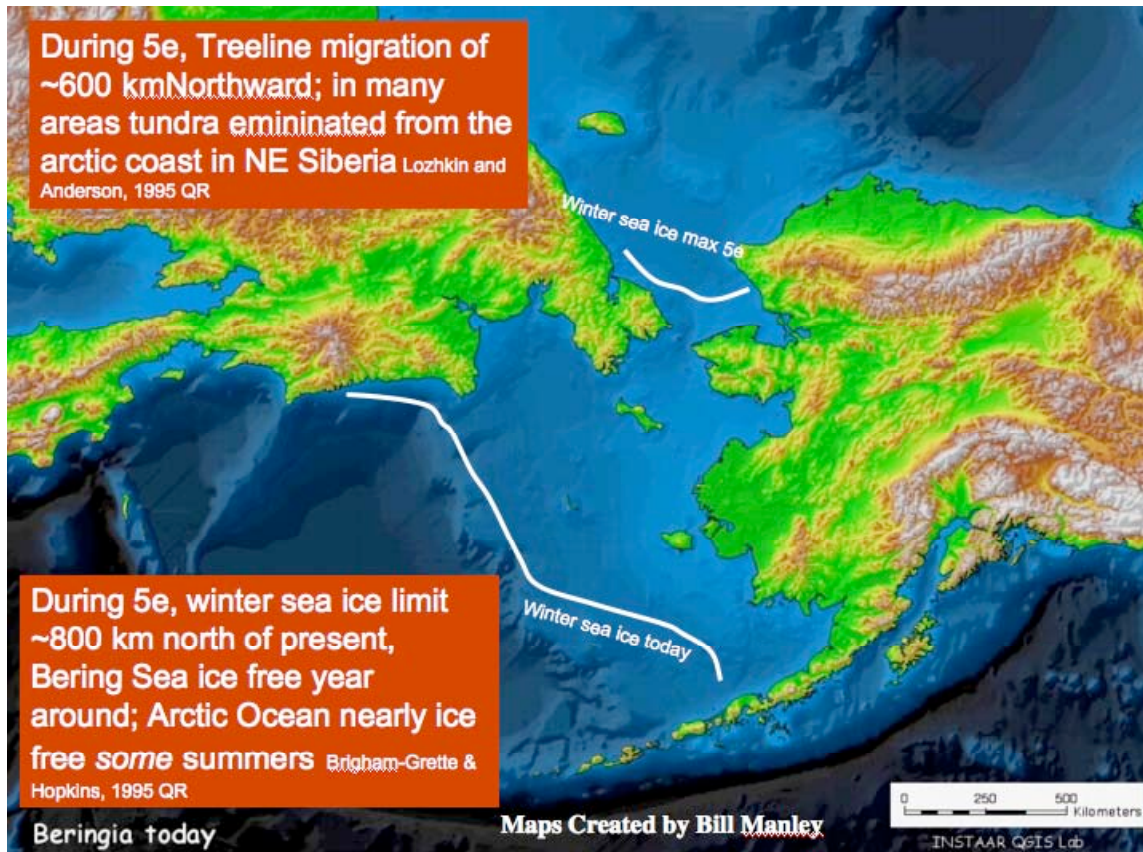 During 5e, Treeline migration of
~600 kmNorthward; in many
areas tundra emininated from the
arctic coast in NE Siberia Lozhkin and
Anderson, 1995 QR
Winter sea ice max 5e
Winter sea ice today
During 5e, winter sea ice limit
~800 km north of present,
Bering Sea ice free year
around; Arctic Ocean nearly ice
free some summers Brigham-Grette &
Hopkins, 1995 QR
Beringia today
Maps Created by Bill Manley
0 250 500
Kilometers
INSTAAR QGIS Lab